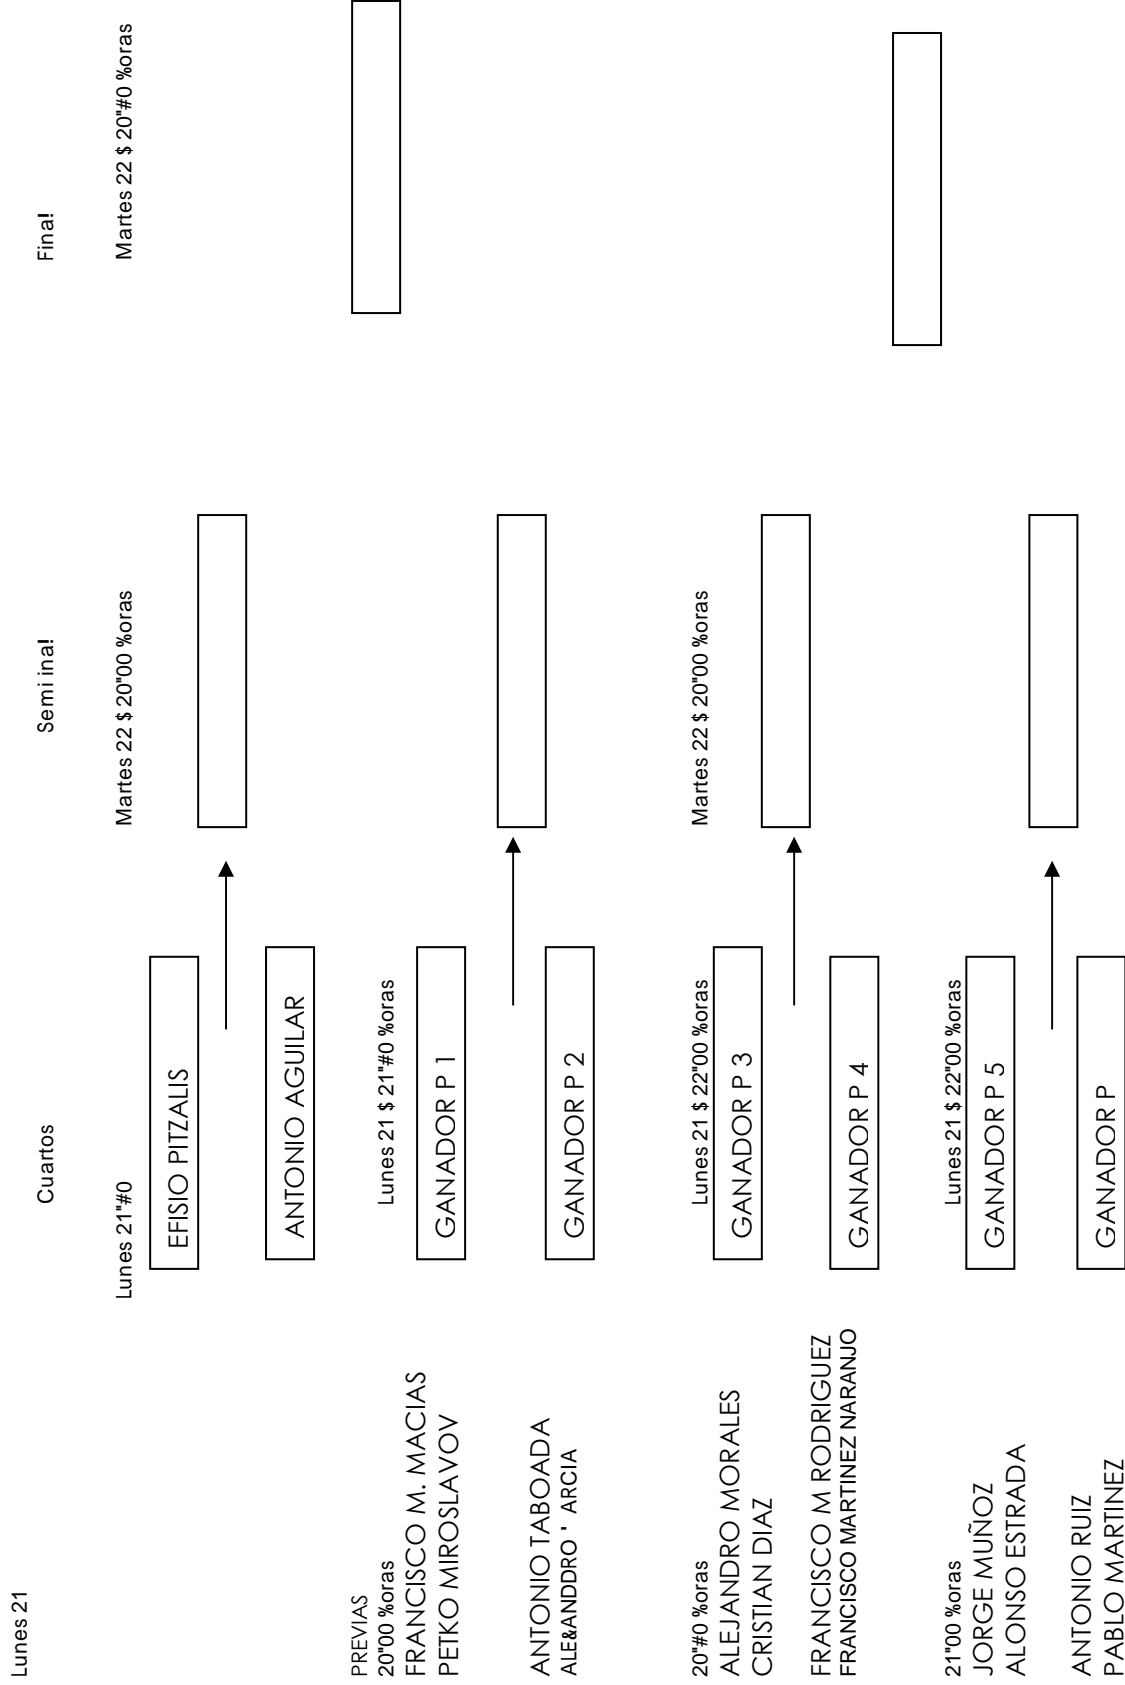 Lunes 21
Cuartos
Semi ina!
Fina!
Lunes 21"#0
Martes 22 $ 20"00 %oras
Martes 22 $ 20"#0 %oras
EFISIO PITZALIS
ANTONIO AGUILAR
PREVIAS
20"00 %oras
Lunes 21 $ 21"#0 %oras
FRANCISCO M. MACIAS
PETKO MIROSLAVOV
GANADOR P 1
ANTONIO TABOADA
ALE&ANDDRO ' ARCIA
GANADOR P 2
20"#0 %oras
Lunes 21 $ 22"00 %oras
Martes 22 $ 20"00 %oras
ALEJANDRO MORALES
CRISTIAN DIAZ
GANADOR P 3
FRANCISCO M RODRIGUEZ
FRANCISCO MARTINEZ NARANJO
GANADOR P 4
21"00 %oras
Lunes 21 $ 22"00 %oras
JORGE MUÑOZ
ALONSO ESTRADA
GANADOR P 5
ANTONIO RUIZ
PABLO MARTINEZ
GANADOR P